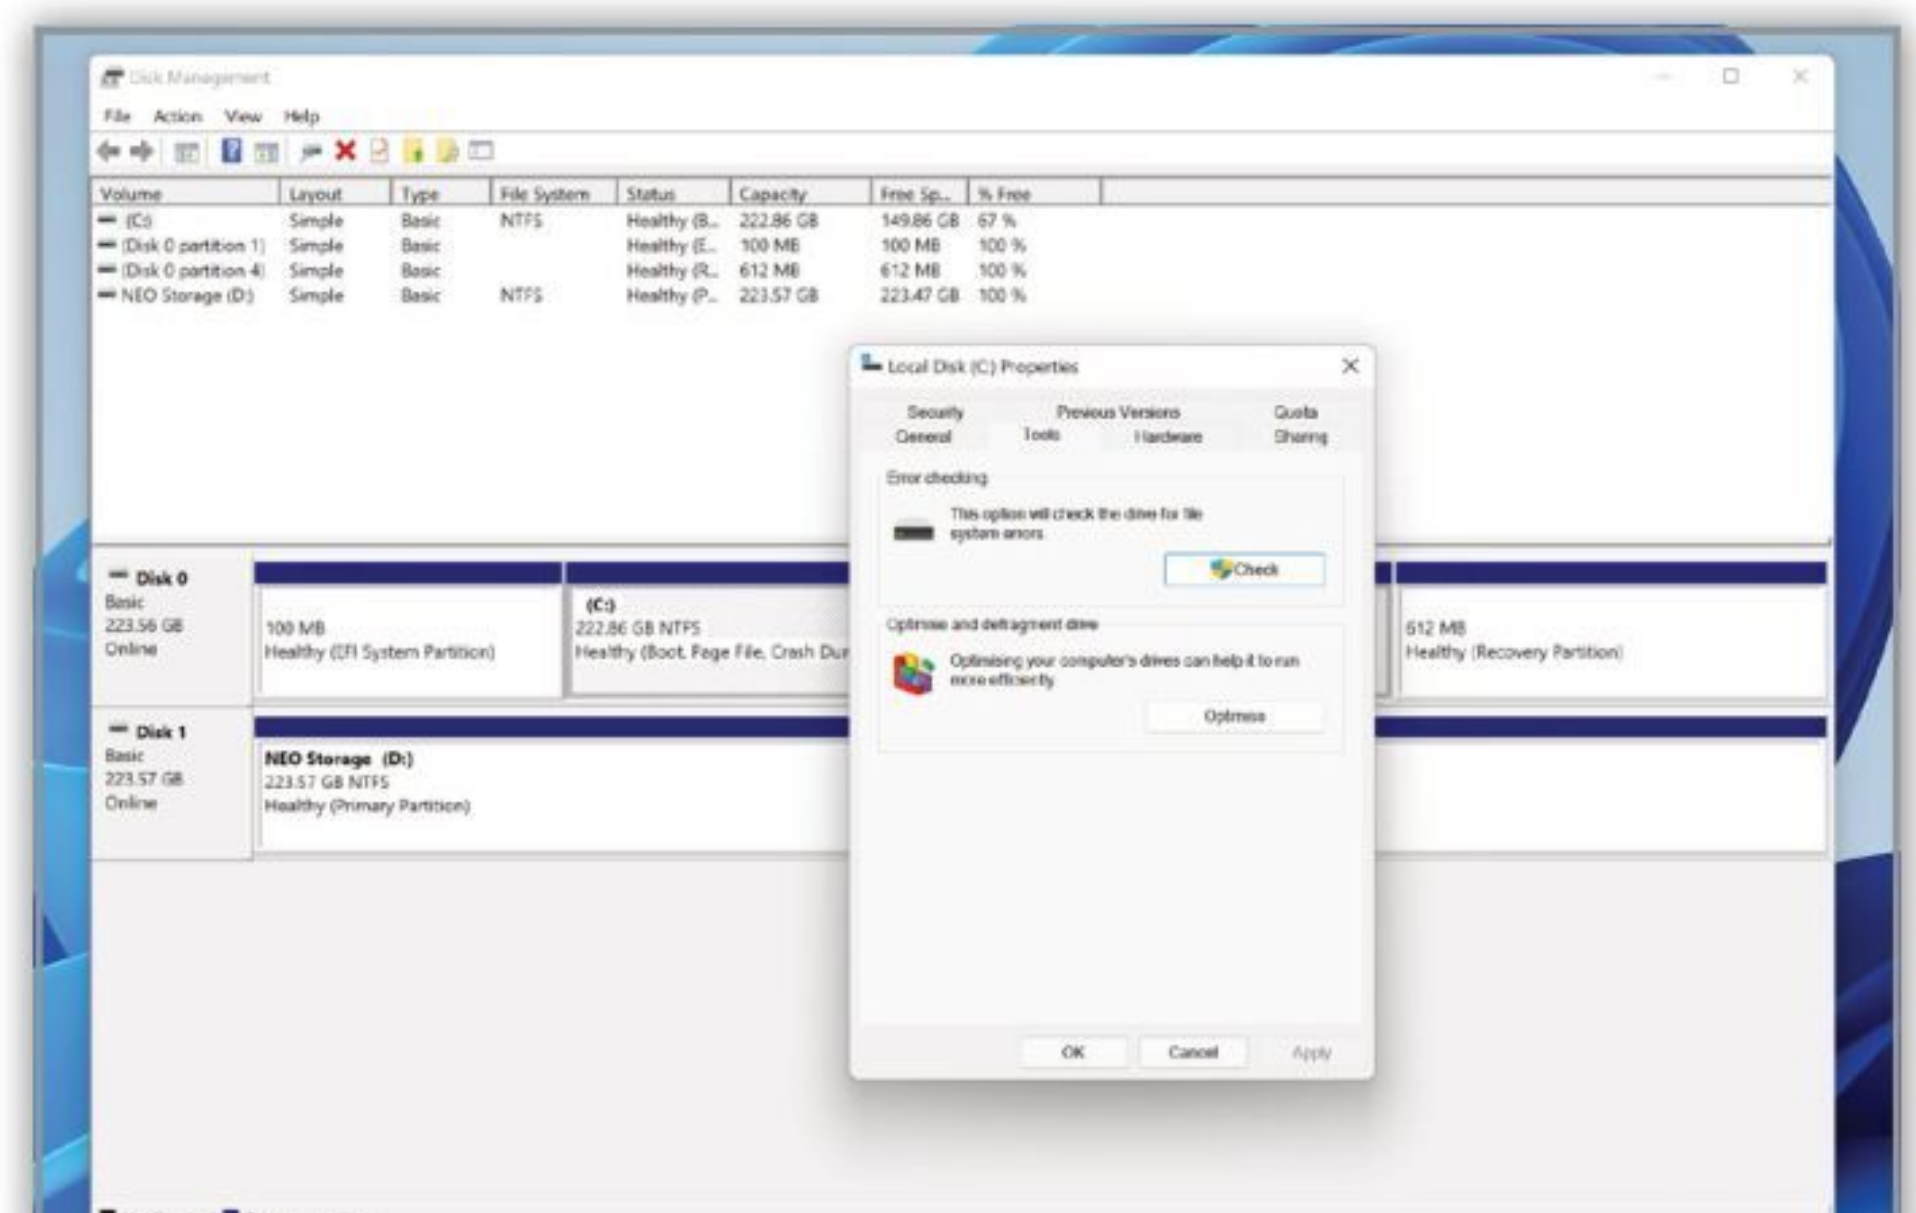 Disk Management
File Action View Help
Volume Layout Type File System Status Capacity Free Sp... % Free
(C:) Simple Basic NTFS Healthy (B... 222.86 GB 149.86 GB 67 %
(Disk 0 partition 1) Simple Basic Healthy (E... 100 MB 100 MB 100 %
(Disk 0 partition 4) Simple Basic Healthy (R... 612 MB 612 MB 100 %
NEO Storage (D:) Simple Basic NTFS Healthy (P... 223.57 GB 223.47 GB 100 %
Local Disk (C:) Properties
Security Previous Versions Quota
General Tools Hardware Sharing
Error checking
This option will check the drive for file
system errors.
Check
Optimise and defragment drive
Optimising your computer's drives can help it to run
more efficiently.
Optimise
OK Cancel Apply
Disk 0
Basic
223.56 GB
Online
100 MB
Healthy (EFI System Partition)
(C:)
222.86 GB NTFS
Healthy (Boot, Page File, Crash Dur
612 MB
Healthy (Recovery Partition)
Disk 1
Basic
223.57 GB
Online
NEO Storage (D:)
223.57 GB NTFS
Healthy (Primary Partition)